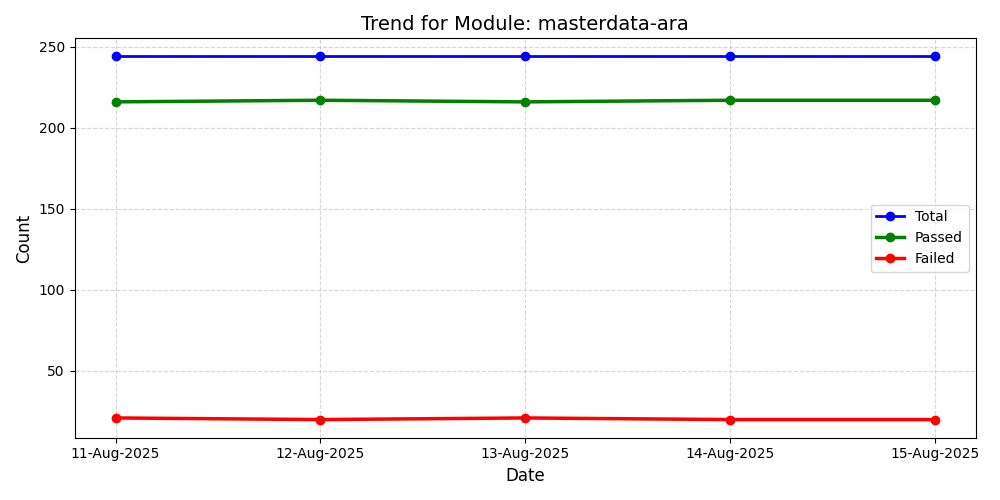 Trend for Module: masterdata-ara
250
200
150
100
50
Count
Total
Passed
Failed
11-Aug-2025
12-Aug-2025
13-Aug-2025
14-Aug-2025
15-Aug-2025
Date